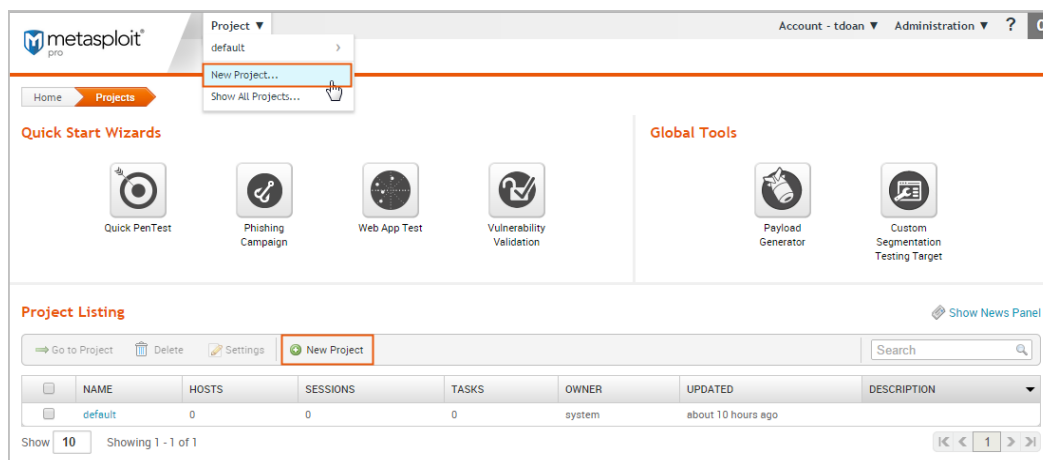 metasploit®
pro
Project ▼
Account - tdoan ▼ Administration ▼ ?
default >
New Project...
Show All Projects...
Home Projects
Quick Start Wizards
Global Tools
Quick PenTest
Phishing
Campaign
Web App Test
Vulnerability
Validation
Payload
Generator
Custom
Segmentation
Testing Target
Project Listing
Show News Panel
Go to Project Delete Settings New Project Search
NAME HOSTS SESSIONS TASKS OWNER UPDATED DESCRIPTION
default 0 0 0 system about 10 hours ago
Show 10 Showing 1 - 1 of 1 1